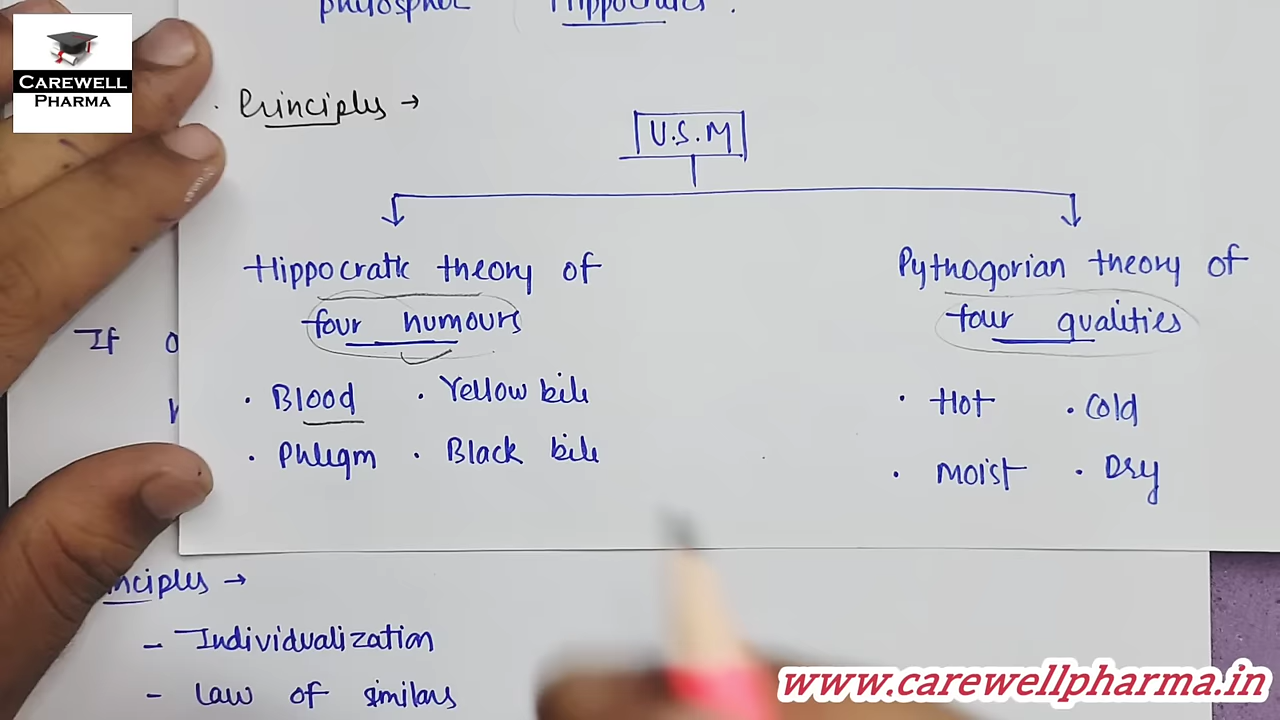 CAREWELL
PHARMA
Hippocrates.
· Principles →
U.S.M
Hippocratic theory of
four humours
· Blood · Yellow bile
· Phlegm · Black bile
Pythogorian theory of
four qualities
· Hot · Cold
· Moist · Dry
If
nciples →
- Individualization
- Law of similars
www.carewellpharma.in